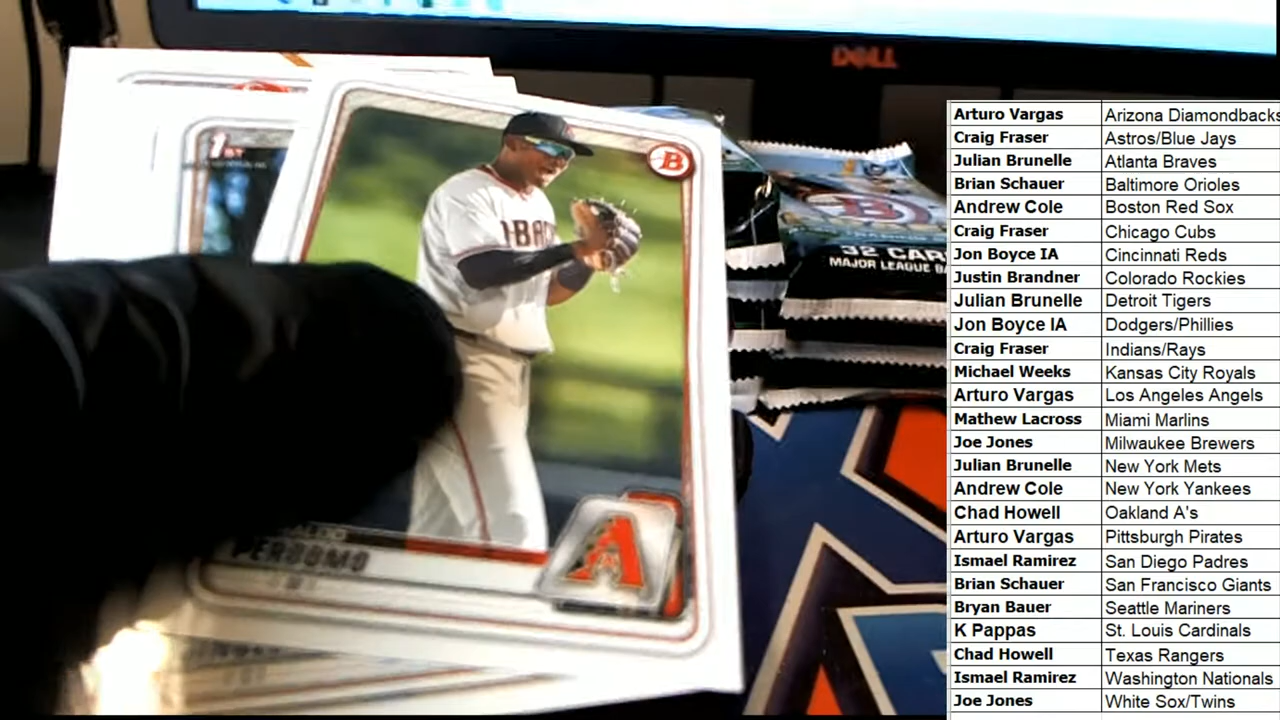 DELL
1ST
B
PERDOMO
A
B
32 CAR
MAJOR LEAGUE BA
Arturo Vargas Arizona Diamondbacks
Craig Fraser Astros/Blue Jays
Julian Brunelle Atlanta Braves
Brian Schauer Baltimore Orioles
Andrew Cole Boston Red Sox
Craig Fraser Chicago Cubs
Jon Boyce IA Cincinnati Reds
Justin Brandner Colorado Rockies
Julian Brunelle Detroit Tigers
Jon Boyce IA Dodgers/Phillies
Craig Fraser Indians/Rays
Michael Weeks Kansas City Royals
Arturo Vargas Los Angeles Angels
Mathew Lacross Miami Marlins
Joe Jones Milwaukee Brewers
Julian Brunelle New York Mets
Andrew Cole New York Yankees
Chad Howell Oakland A's
Arturo Vargas Pittsburgh Pirates
Ismael Ramirez San Diego Padres
Brian Schauer San Francisco Giants
Bryan Bauer Seattle Mariners
K Pappas St. Louis Cardinals
Chad Howell Texas Rangers
Ismael Ramirez Washington Nationals
Joe Jones White Sox/Twins